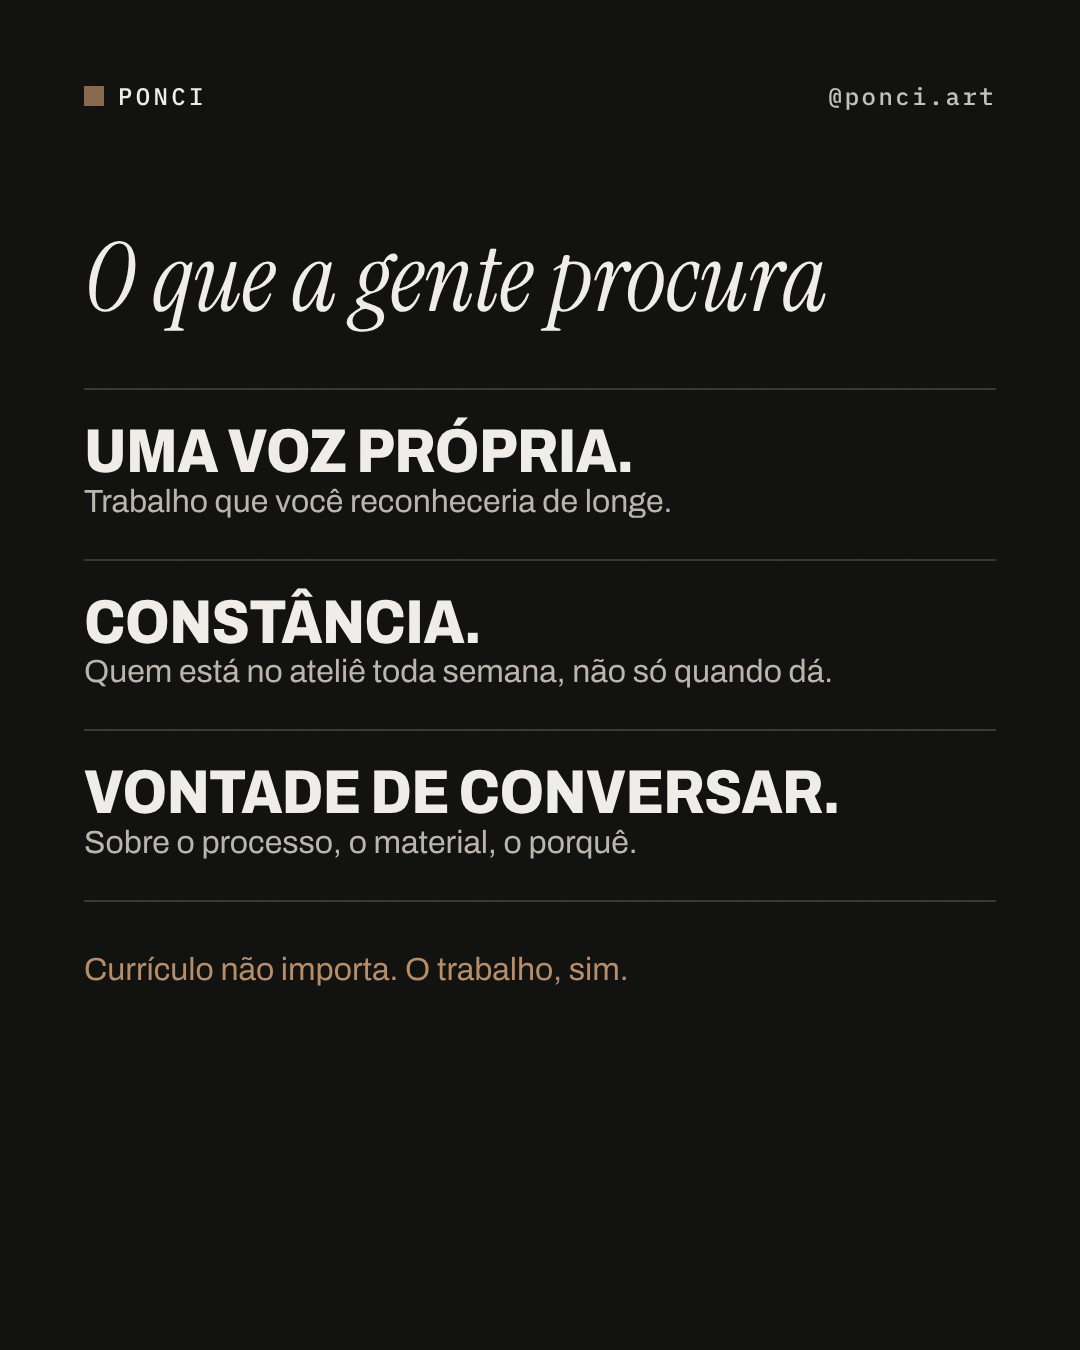 PONCI
@ponci.art
O que a gente procura
UMA VOZ PRÓPRIA.
Trabalho que você reconheceria de longe.
CONSTÂNCIA.
Quem está no ateliê toda semana, não só quando dá.
VONTADE DE CONVERSAR.
Sobre o processo, o material, o porquê.
Currículo não importa. O trabalho, sim.